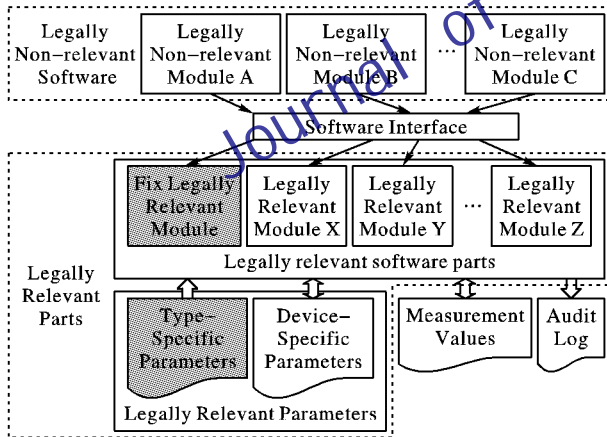 Legally
Non−relevant
Software
Legally
Non−relevant
Module A
Legally
Non−relevant
Module B
...
Legally
Non−relevant
Module C
Journal of
Software Interface
Fix Legally
Relevant
Module
Legally
Relevant
Module X
Legally
Relevant
Module Y
...
Legally
Relevant
Module Z
Legally relevant software parts
Legally
Relevant
Parts
Type−
Specific
Parameters
Device−
Specific
Parameters
Legally Relevant Parameters
Measurement
Values
Audit
Log